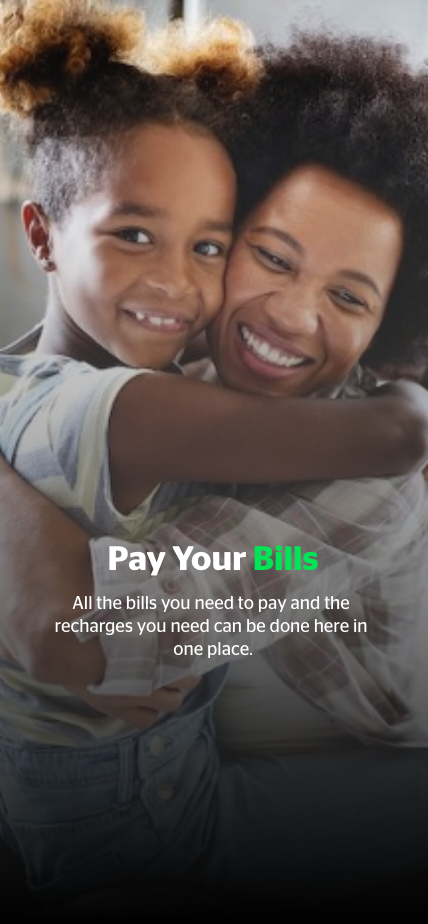 Pay Your Bills
All the bills you need to pay and the
recharges you need can be done here in
one place.